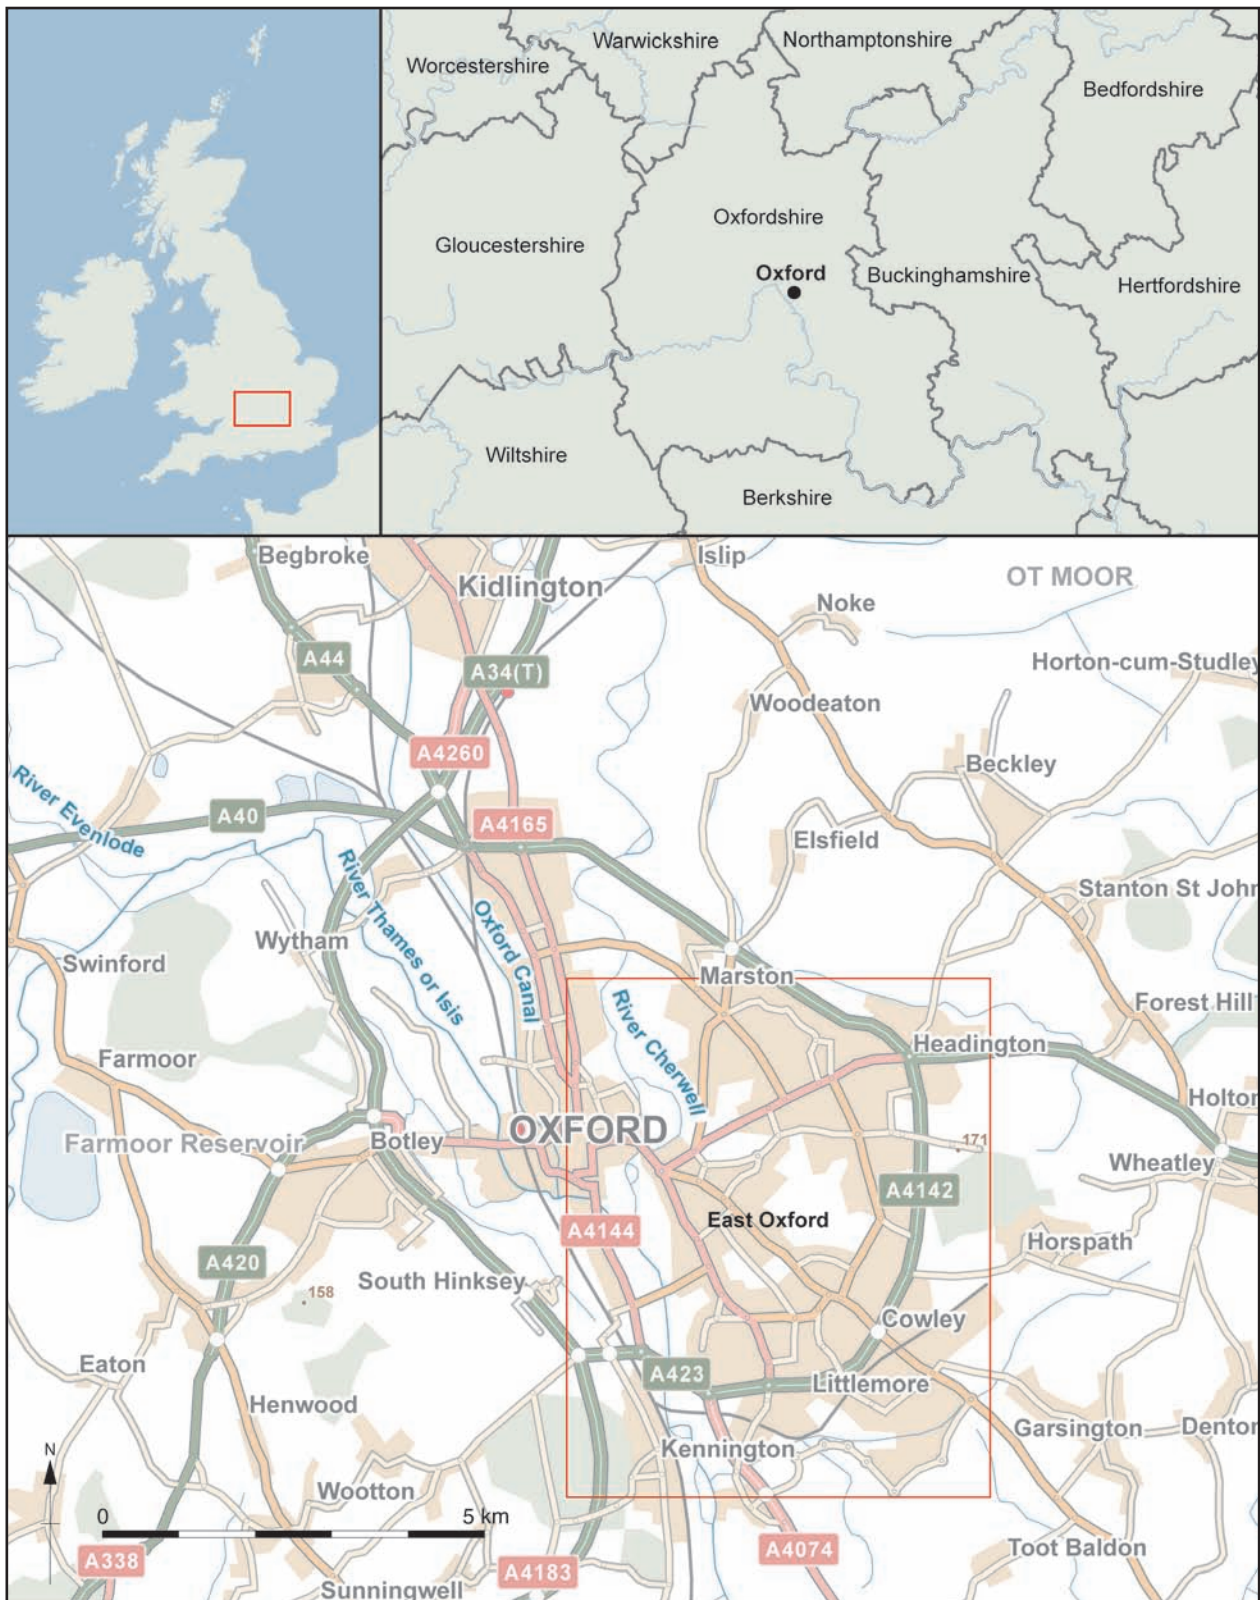 Warwickshire
Northamptonshire
Worcestershire
Bedfordshire
Oxfordshire
Gloucestershire
Oxford
Buckinghamshire
Hertfordshire
Wiltshire
Berkshire
Begbroke
Islip
Kidlington
OT MOOR
Noke
A44
A34(T)
Horton-cum-Studley
Woodeaton
A4260
Beckley
River Evenlode
A40
A4165
Elsfield
River Thames or Isis
Stanton St John
Oxford Canal
Wytham
Swinford
Marston
River Cherwell
Forest Hill
Headington
Farmoor
Holton
OXFORD
Farmoor Reservoir
Botley
171
Wheatley
A4142
East Oxford
A4144
Horspath
A420
South Hinksey
158
Cowley
Eaton
A423
Littlemore
Henwood
Garsington
Denton
Kennington
N
Wootton
0 5 km
Toot Baldon
A338
A4183
A4074
Sunningwell